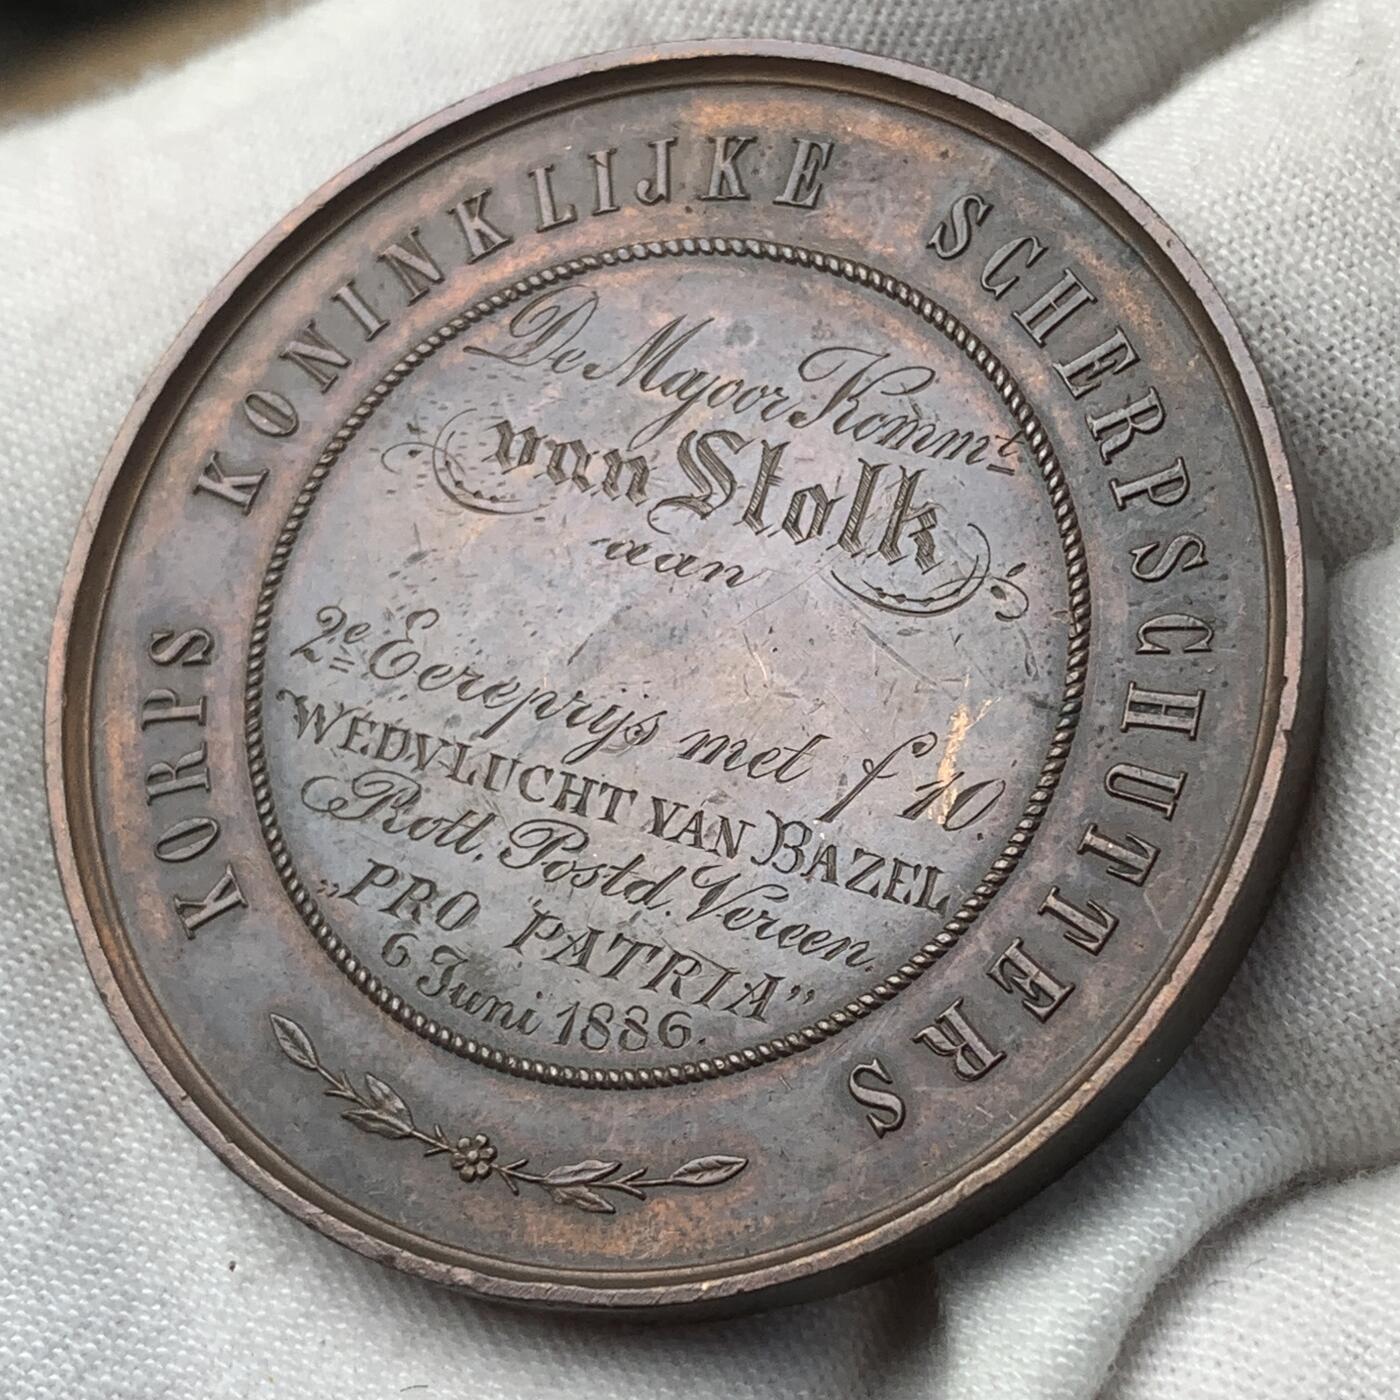 KORPS KONINKLIJKE SCHERPSCHUTTERS
De Majoor Kommt
van Stolk
aan
2e Eereprijs met f 10.
WEDVLUCHT VAN BAZEL
Rott. Postd. Vereen.
„PRO PATRIA”
6 Juni 1886.